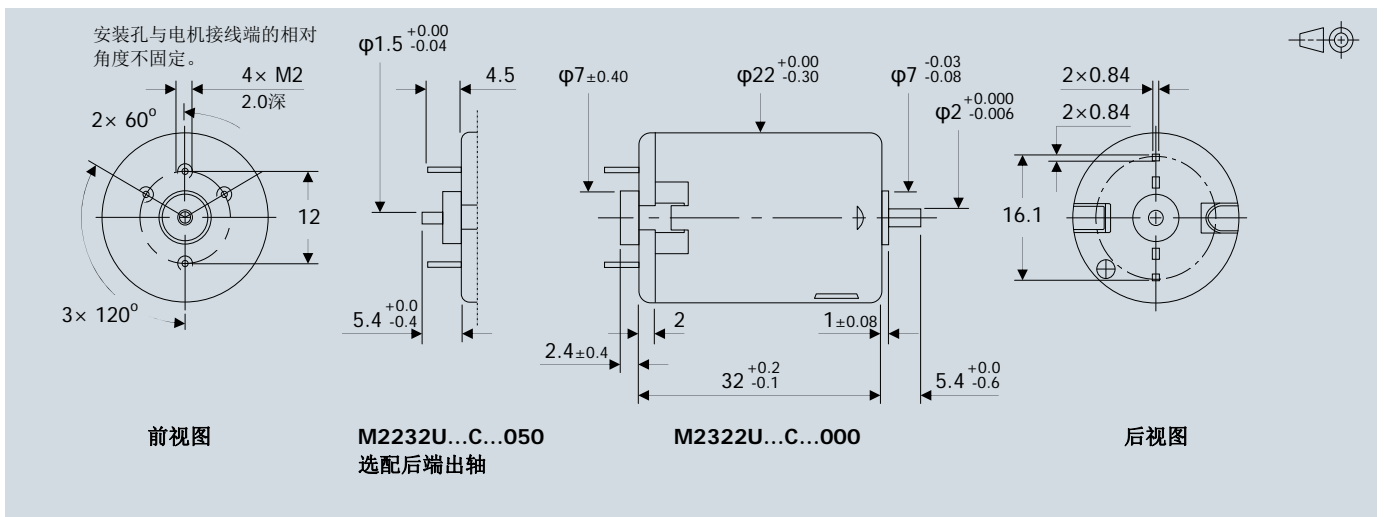 安装孔与电机接线端的相对
角度不固定。
4× M2
2.0深
2× 60°
12
3× 120°
前视图
φ1.5 +0.00 -0.04
4.5
5.4 +0.0 -0.4
M2232U...C...050
选配后端出轴
φ7±0.40
φ22 +0.00 -0.30
φ7 -0.03 -0.08
φ2 +0.000 -0.006
2
1±0.08
2.4±0.4
32 +0.2 -0.1
5.4 +0.0 -0.6
M2322U...C...000
2×0.84
2×0.84
16.1
后视图